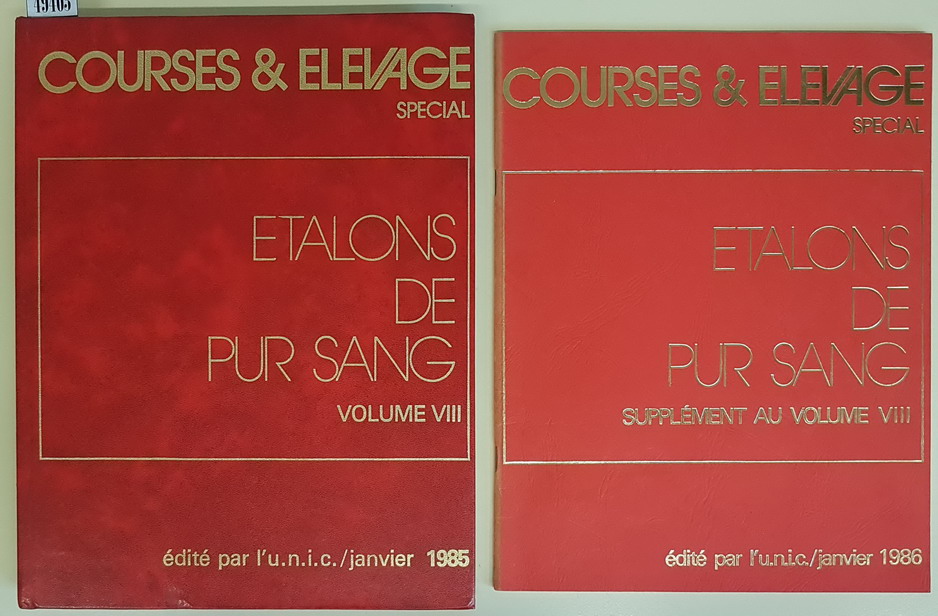 49405
COURSES & ELEVAGE
SPECIAL
ETALONS
DE
PUR SANG
VOLUME VIII
édité par l'u.n.i.c./janvier 1985
COURSES & ELEVAGE
SPECIAL
ETALONS
DE
PUR SANG
SUPPLÉMENT AU VOLUME VIII
édité par l'u.n.i.c./janvier 1986